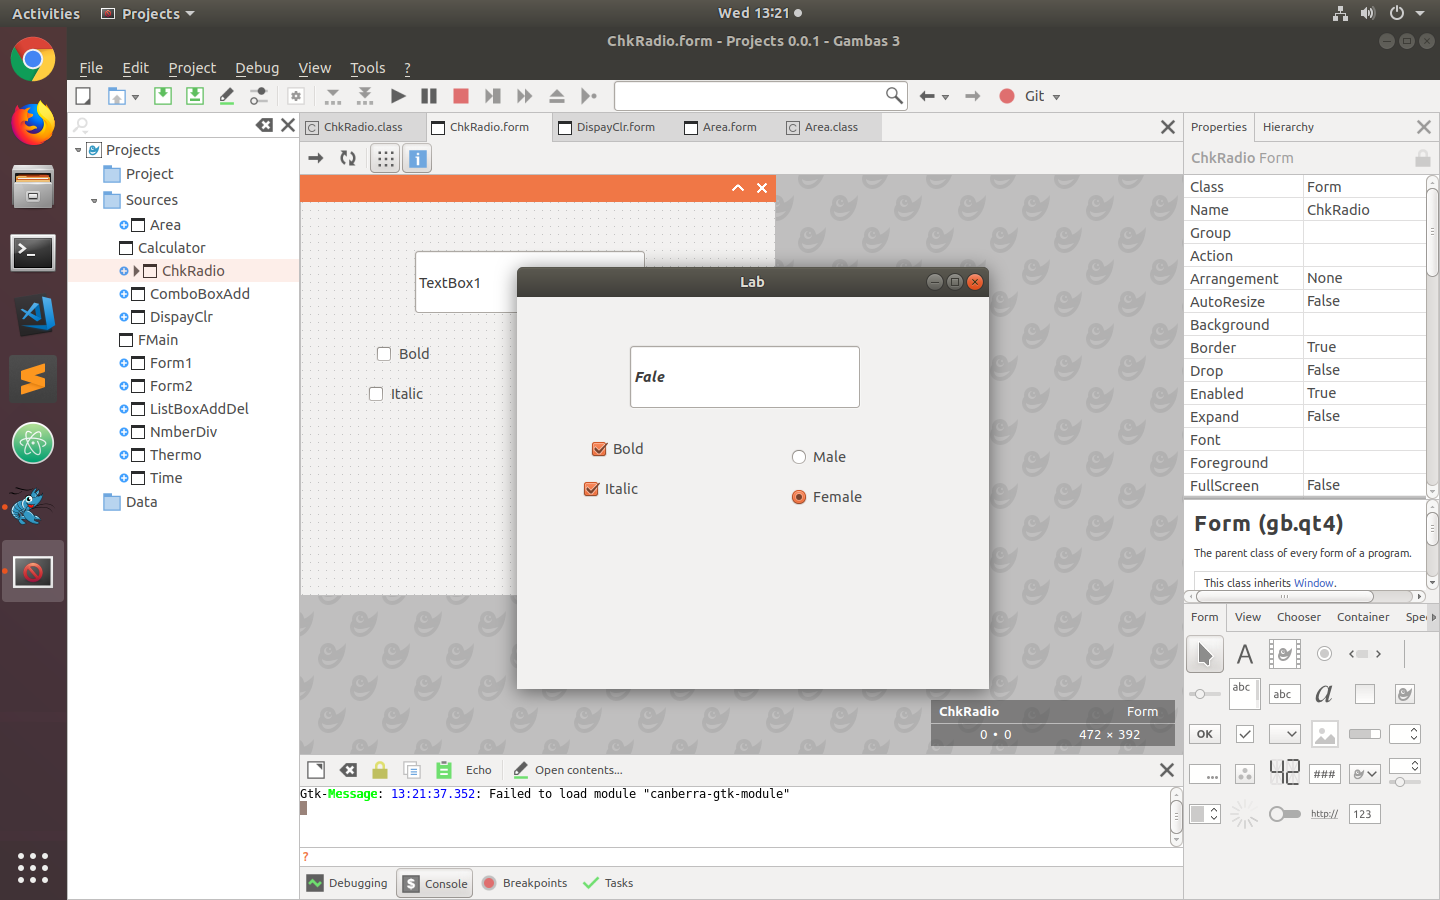 Activities Projects Wed 13:21
ChkRadio.form - Projects 0.0.1 - Gambas 3
File Edit Project Debug View Tools ?
Git
ChkRadio.class ChkRadio.form DispayClr.form Area.form Area.class
Projects
Project
Sources
Area
Calculator
ChkRadio
ComboBoxAdd
DispayClr
FMain
Form1
Form2
ListBoxAddDel
NmberDiv
Thermo
Time
Data
TextBox1
Bold
Italic
Lab
Fale
Bold
Italic
Male
Female
ChkRadio Form
0 • 0 472 × 392
Echo Open contents...
Gtk-Message: 13:21:37.352: Failed to load module "canberra-gtk-module"
?
Debugging Console Breakpoints Tasks
Properties Hierarchy
ChkRadio Form
Class Form
Name ChkRadio
Group
Action
Arrangement None
AutoResize False
Background
Border True
Drop False
Enabled True
Expand False
Font
Foreground
FullScreen False
Form (gb.qt4)
The parent class of every form of a program.
This class inherits Window.
Form View Chooser Container Spec
A
abc abc a
OK
... 42 ###
http:// 123